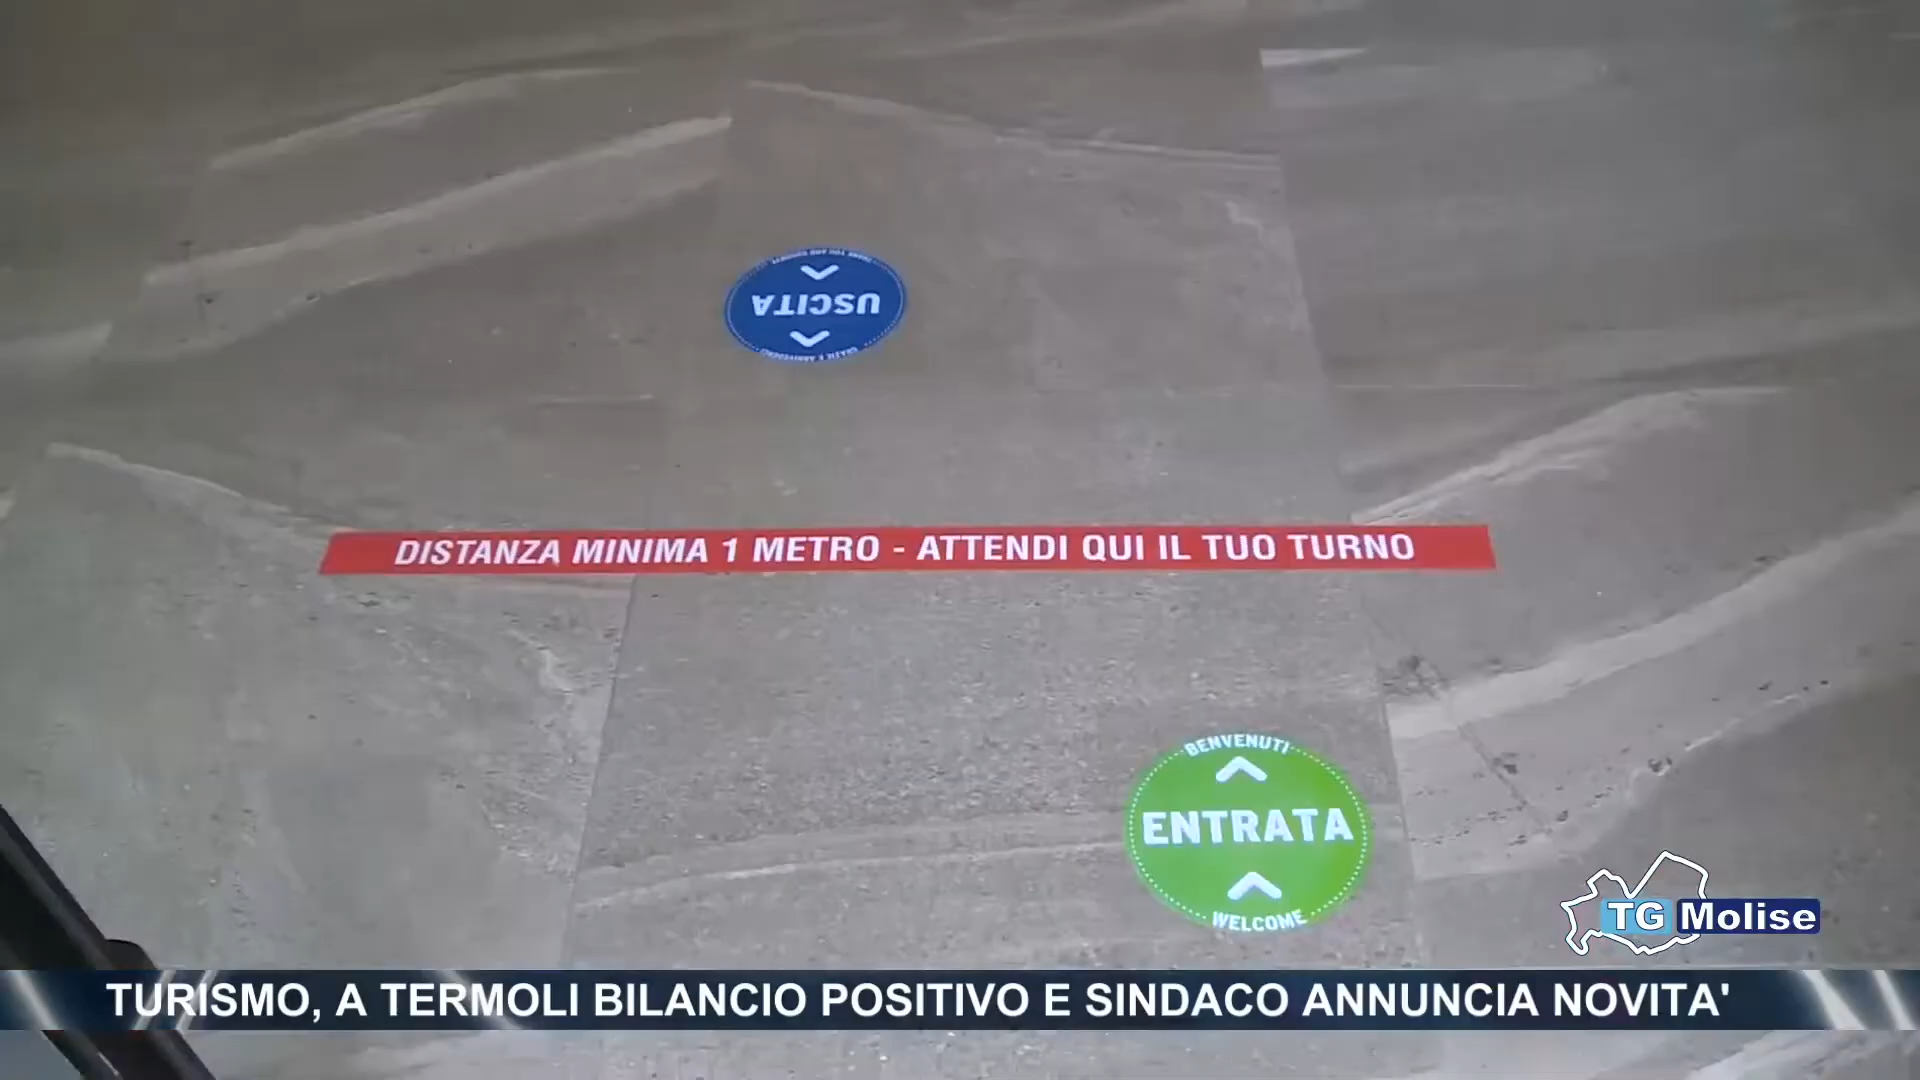 USCITA
DISTANZA MINIMA 1 METRO - ATTENDI QUI IL TUO TURNO
BENVENUTI
ENTRATA
WELCOME
TG Molise
TURISMO, A TERMOLI BILANCIO POSITIVO E SINDACO ANNUNCIA NOVITA'